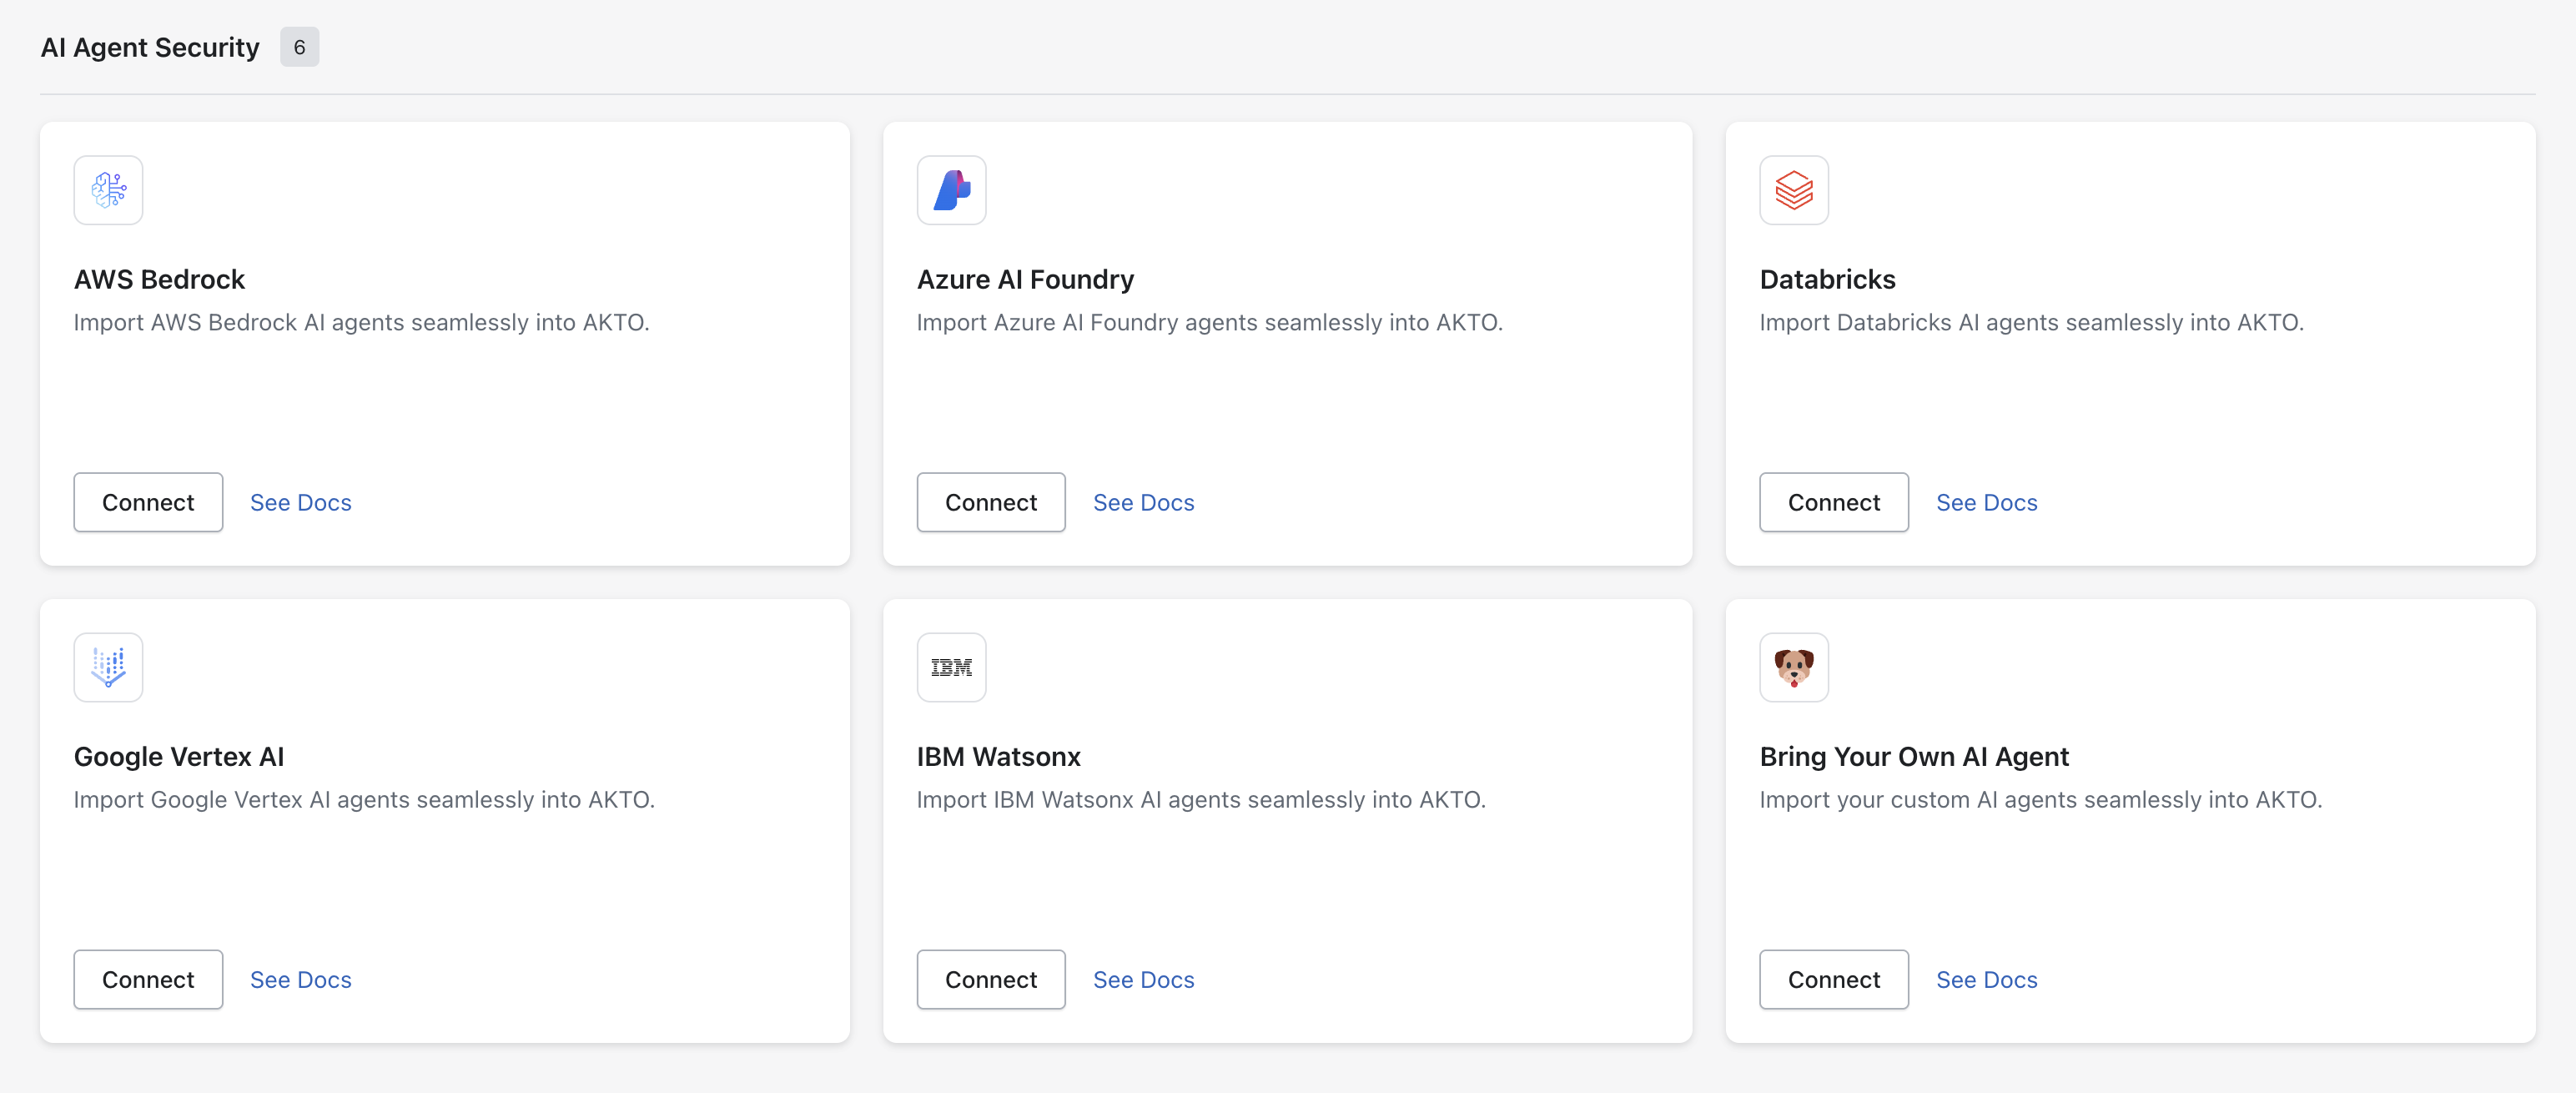 AI Agent Security 6
AWS Bedrock
Import AWS Bedrock AI agents seamlessly into AKTO.
Connect See Docs
Azure AI Foundry
Import Azure AI Foundry agents seamlessly into AKTO.
Connect See Docs
Databricks
Import Databricks AI agents seamlessly into AKTO.
Connect See Docs
Google Vertex AI
Import Google Vertex AI agents seamlessly into AKTO.
Connect See Docs
IBM
IBM Watsonx
Import IBM Watsonx AI agents seamlessly into AKTO.
Connect See Docs
Bring Your Own AI Agent
Import your custom AI agents seamlessly into AKTO.
Connect See Docs